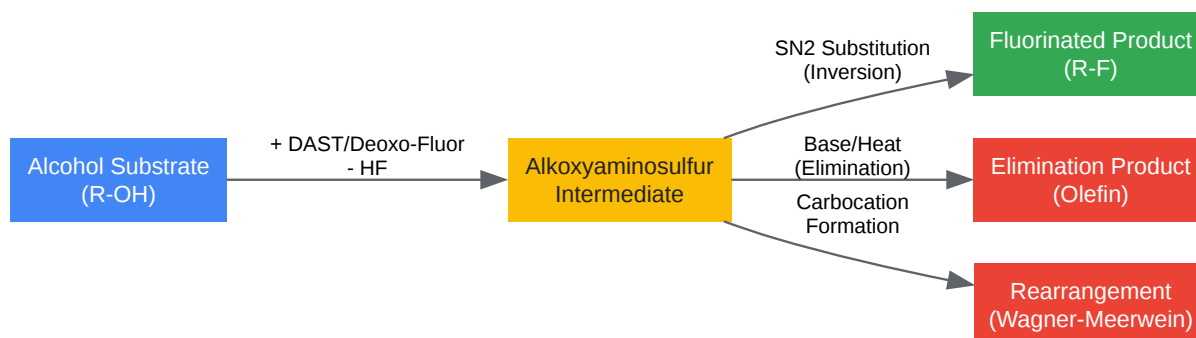 Alcohol Substrate
(R-OH)
+ DAST/Deoxo-Fluor
- HF
Alkoxyaminosulfur
Intermediate
SN2 Substitution
(Inversion)
Fluorinated Product
(R-F)
Base/Heat
(Elimination)
Elimination Product
(Olefin)
Carbocation
Formation
Rearrangement
(Wagner-Meerwein)